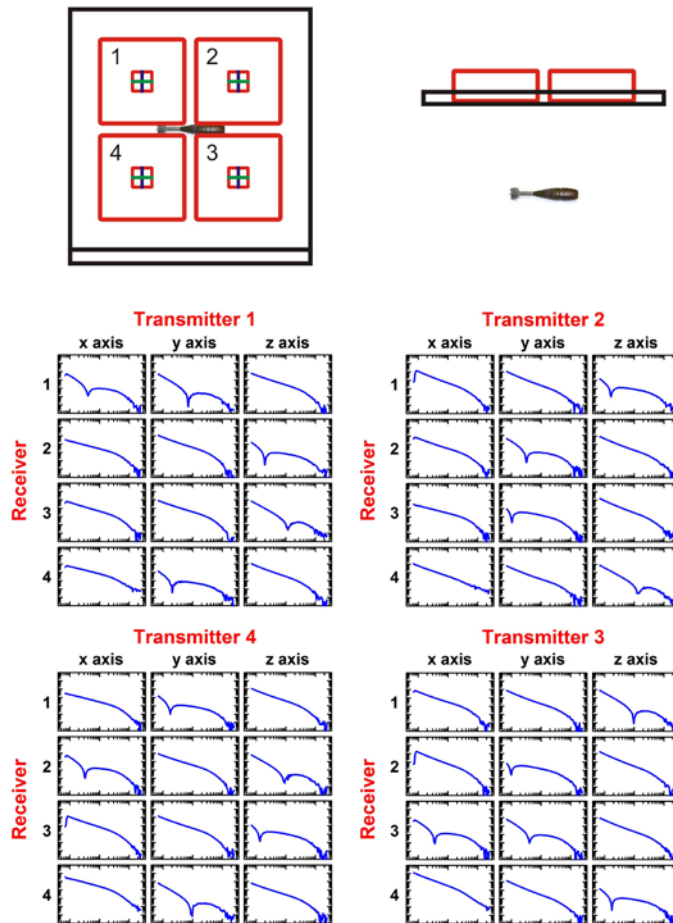 1 2
4 3
Transmitter 1
x axis y axis z axis
Receiver
1
2
3
4
Transmitter 2
x axis y axis z axis
Receiver
1
2
3
4
Transmitter 4
x axis y axis z axis
Receiver
1
2
3
4
Transmitter 3
x axis y axis z axis
Receiver
1
2
3
4